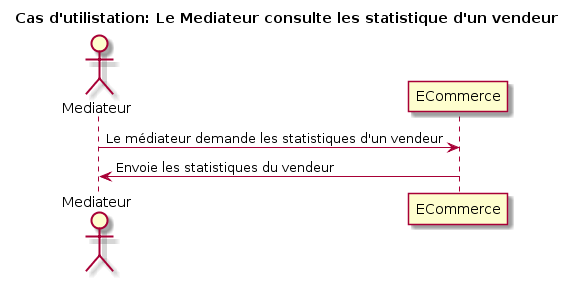 Cas d'utilistation: Le Mediateur consulte les statistique d'un vendeur
Mediateur
ECommerce
Le médiateur demande les statistiques d'un vendeur
Envoie les statistiques du vendeur
Mediateur
ECommerce